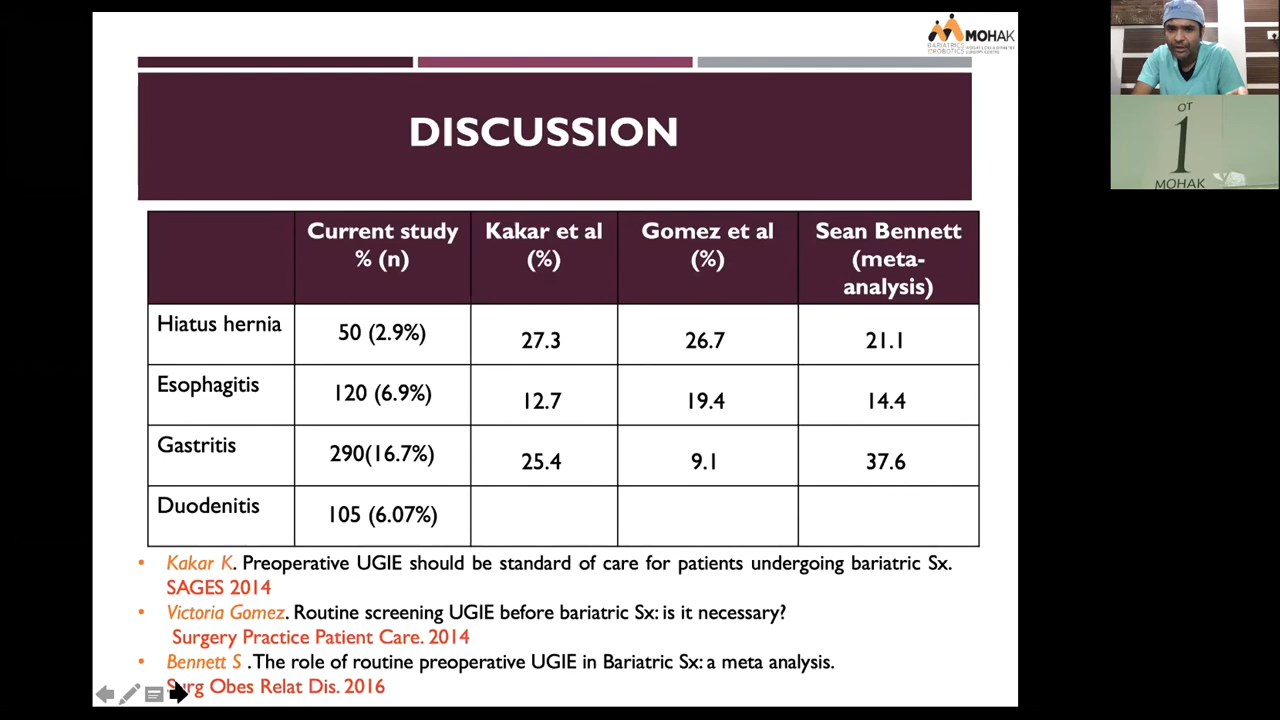 MOHAK
BARIATRICS
ROBOTICS
DISCUSSION
Current study % (n)
Kakar et al (%)
Gomez et al (%)
Sean Bennett (meta-analysis)
Hiatus hernia 50 (2.9%) 27.3 26.7 21.1
Esophagitis 120 (6.9%) 12.7 19.4 14.4
Gastritis 290(16.7%) 25.4 9.1 37.6
Duodenitis 105 (6.07%)
• Kakar K. Preoperative UGIE should be standard of care for patients undergoing bariatric Sx.
SAGES 2014
• Victoria Gomez. Routine screening UGIE before bariatric Sx: is it necessary?
Surgery Practice Patient Care. 2014
• Bennett S .The role of routine preoperative UGIE in Bariatric Sx: a meta analysis.
Surg Obes Relat Dis. 2016
OT
1
MOHAK